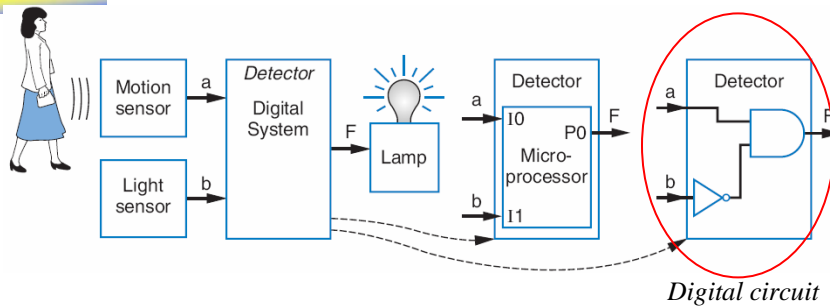 Motion
sensor
a
Light
sensor
b
Detector
Digital
System
F
Lamp
Detector
a
I0
P0
F
Micro-
processor
b
I1
Detector
a
b
F
Digital circuit